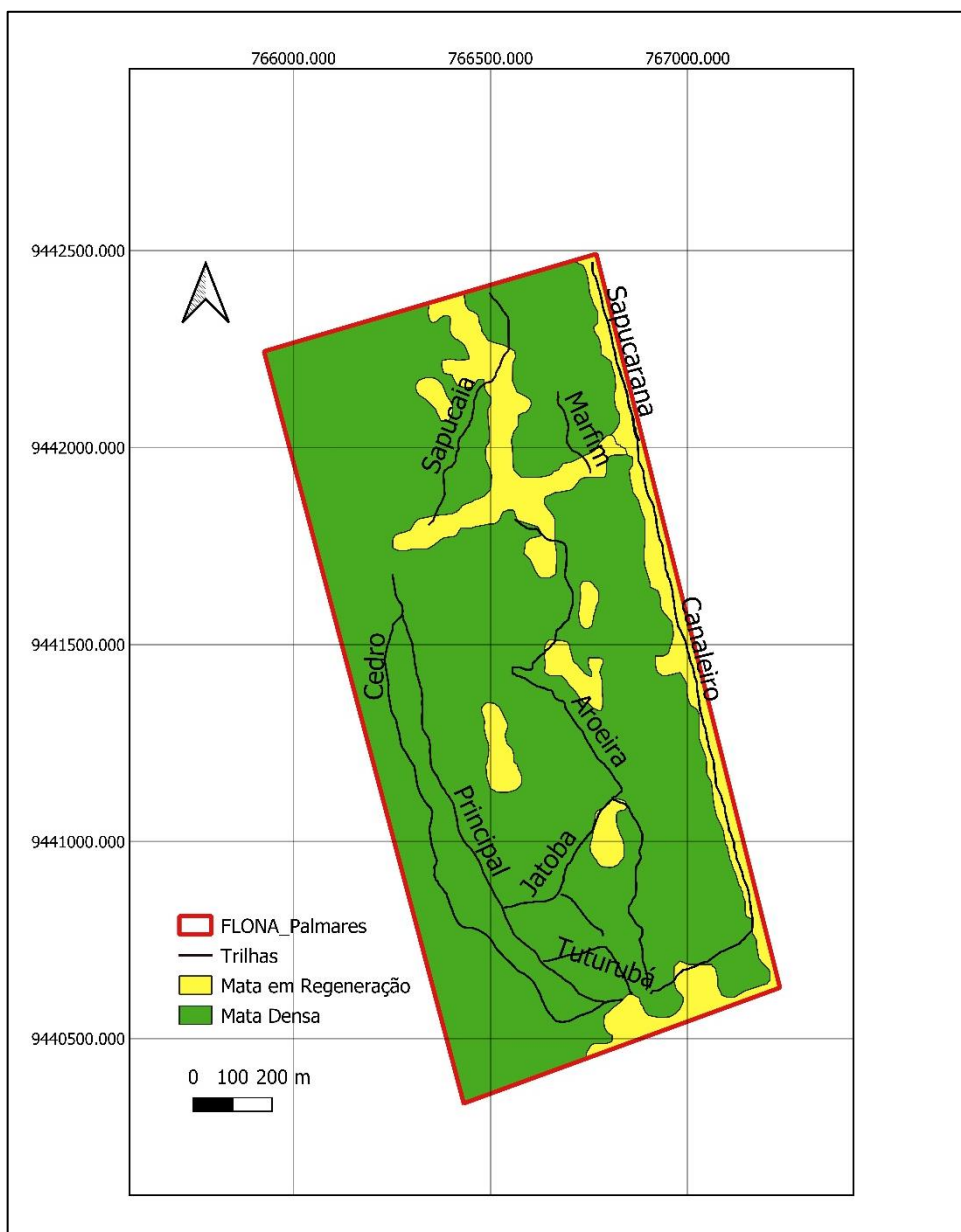 766000.000 766500.000 767000.000
9442500.000
Sapucarana
Sapucaia
Marfim
9442000.000
Canaleiro
9441500.000
Cedro
Aroeira
Principal
9441000.000
Jatoba
FLONA_Palmares
Trilhas
Tuturubá
Mata em Regeneração
Mata Densa
9440500.000
0 100 200 m